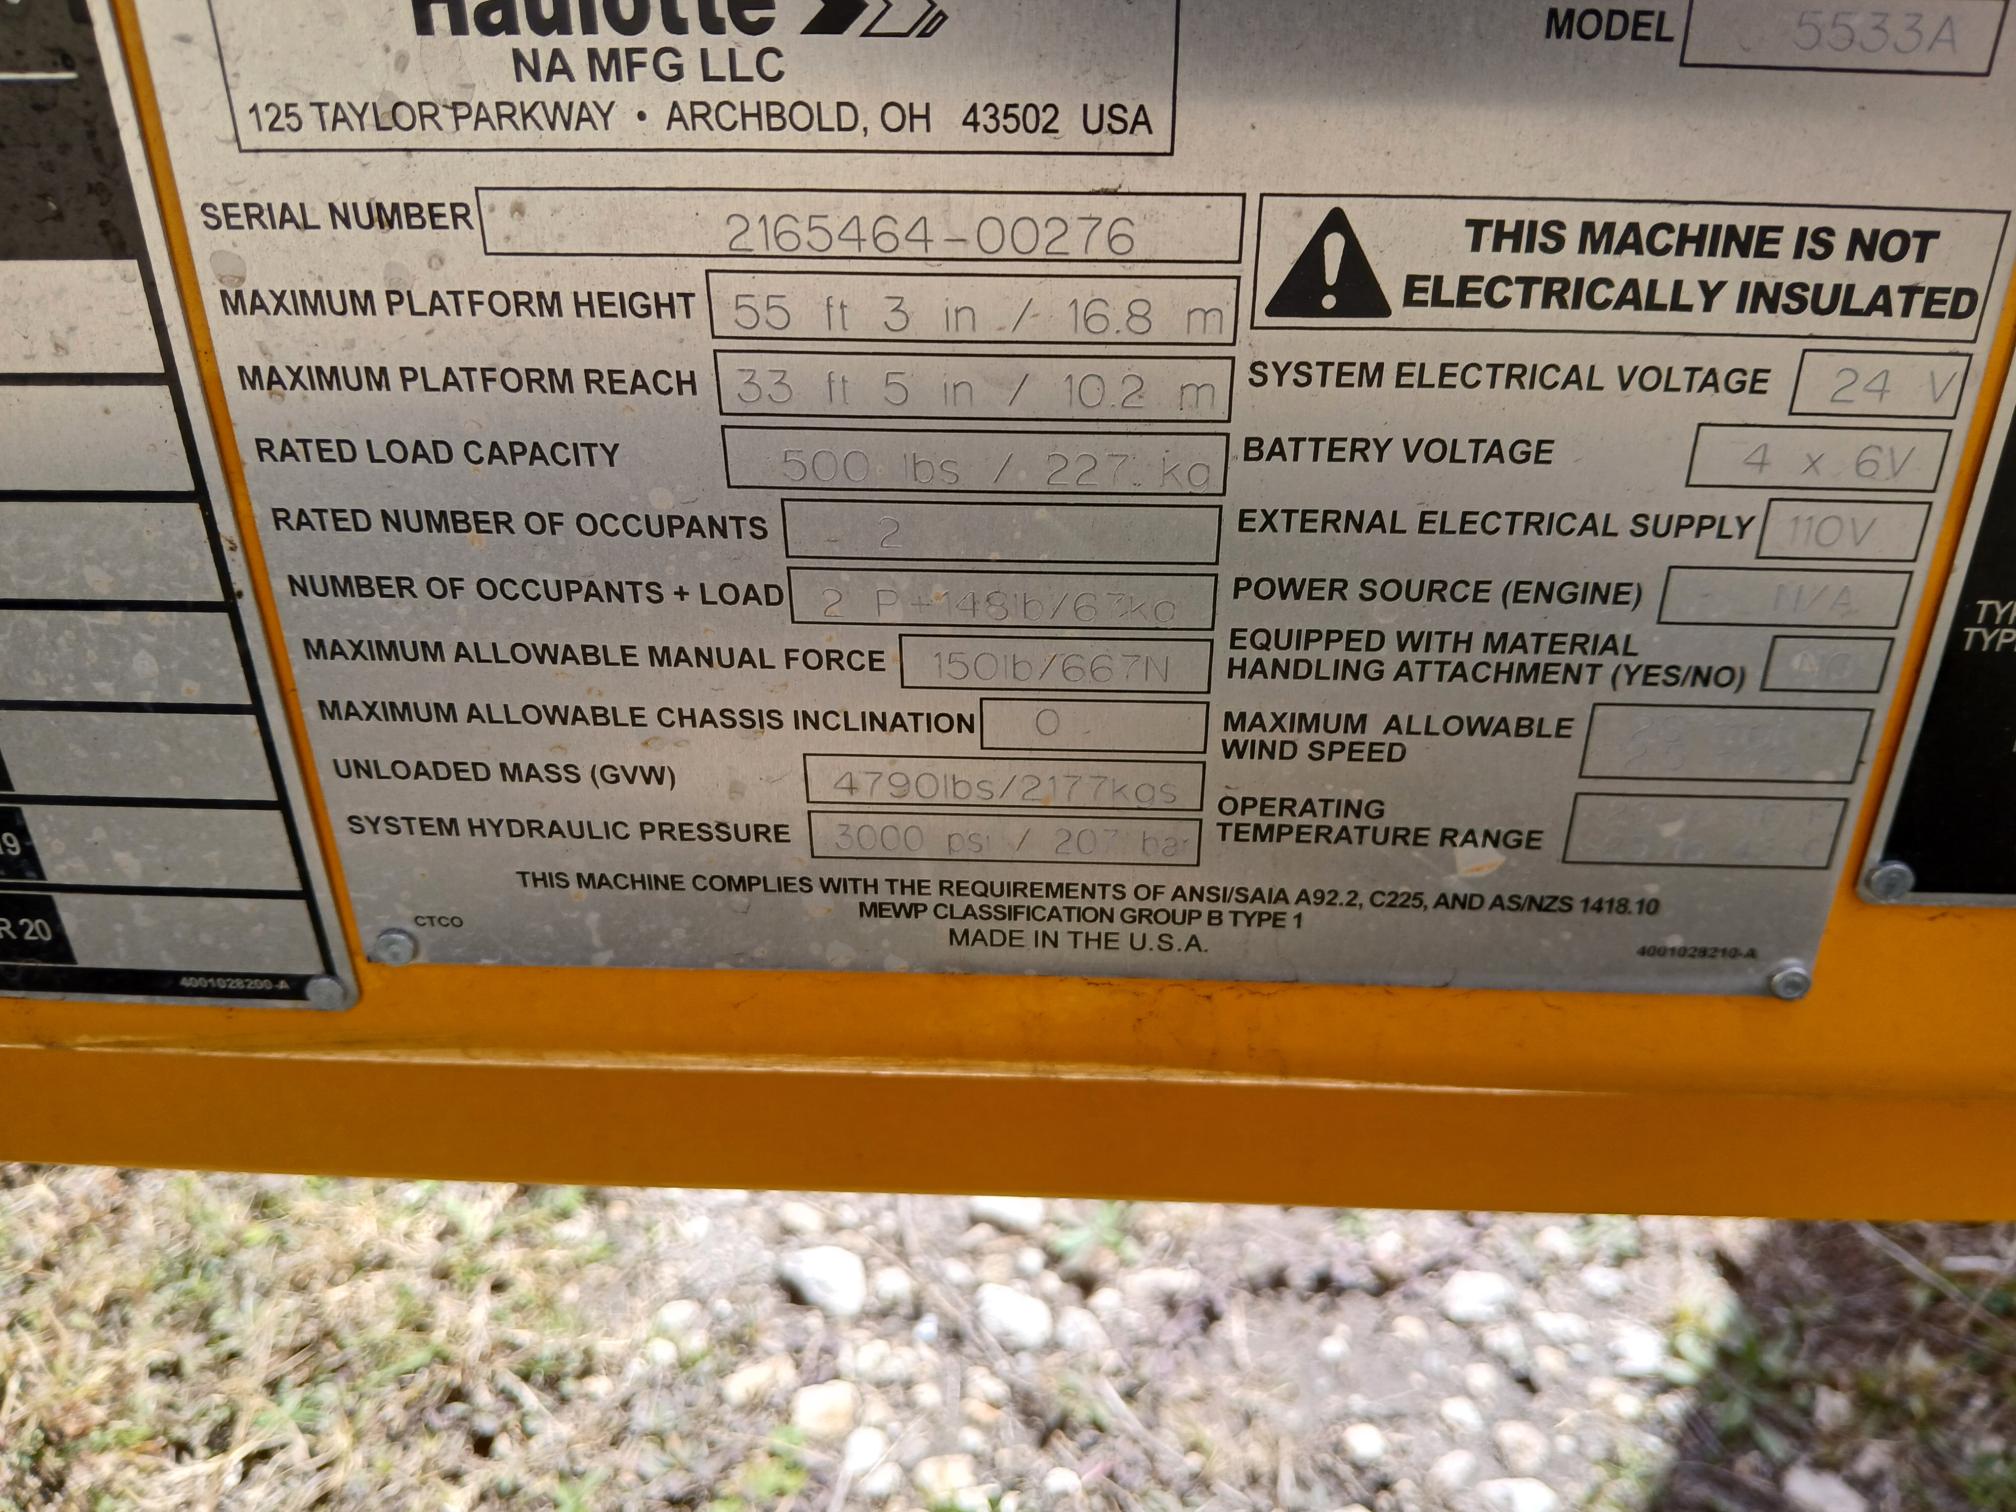 Haulotte
NA MFG LLC
125 TAYLOR PARKWAY • ARCHBOLD, OH 43502 USA
MODEL 5533A
SERIAL NUMBER 2165464-00276
MAXIMUM PLATFORM HEIGHT 55 ft 3 in / 16.8 m
MAXIMUM PLATFORM REACH 33 ft 5 in / 10.2 m
RATED LOAD CAPACITY 500 lbs / 227 kg
RATED NUMBER OF OCCUPANTS 2
NUMBER OF OCCUPANTS + LOAD 2 P+148lb/67kg
MAXIMUM ALLOWABLE MANUAL FORCE 150lb/667N
MAXIMUM ALLOWABLE CHASSIS INCLINATION 0
UNLOADED MASS (GVW) 4790lbs/2177kgs
SYSTEM HYDRAULIC PRESSURE 3000 psi / 207 bar
THIS MACHINE IS NOT
ELECTRICALLY INSULATED
SYSTEM ELECTRICAL VOLTAGE 24 V
BATTERY VOLTAGE 4 x 6V
EXTERNAL ELECTRICAL SUPPLY 110V
POWER SOURCE (ENGINE) N/A
EQUIPPED WITH MATERIAL
HANDLING ATTACHMENT (YES/NO)
MAXIMUM ALLOWABLE
WIND SPEED
OPERATING
TEMPERATURE RANGE
THIS MACHINE COMPLIES WITH THE REQUIREMENTS OF ANSI/SAIA A92.2, C225, AND AS/NZS 1418.10
MEWP CLASSIFICATION GROUP B TYPE 1
MADE IN THE U.S.A.
CTCO
4001028210-A
R 20
4001028200-A